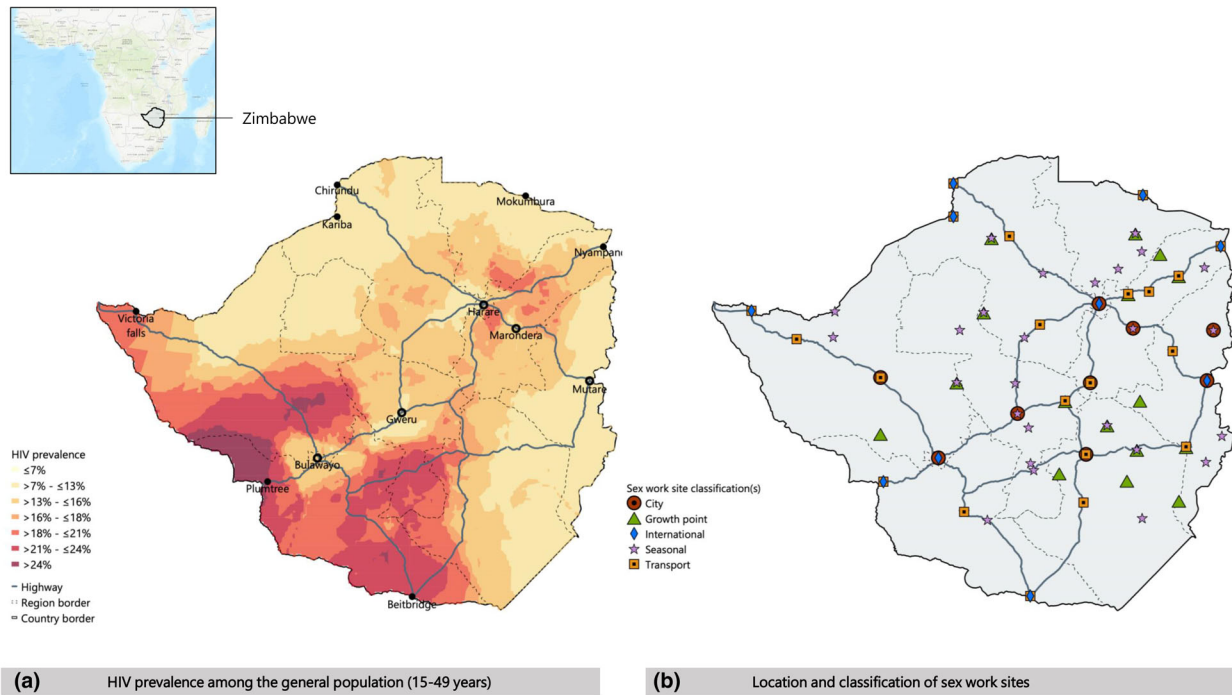 Zimbabwe
Chirundu
Kariba
Mokumbura
Nyampand
Victoria
falls
Harare
Marondera
Mutare
Gweru
Bulawayo
Plumtree
Beitbridge
HIV prevalence
≤7%
>7% - ≤13%
>13% - ≤16%
>16% - ≤18%
>18% - ≤21%
>21% - ≤24%
>24%
Highway
Region border
Country border
Sex work site classification(s)
City
Growth point
International
Seasonal
Transport
(a) HIV prevalence among the general population (15-49 years)
(b) Location and classification of sex work sites